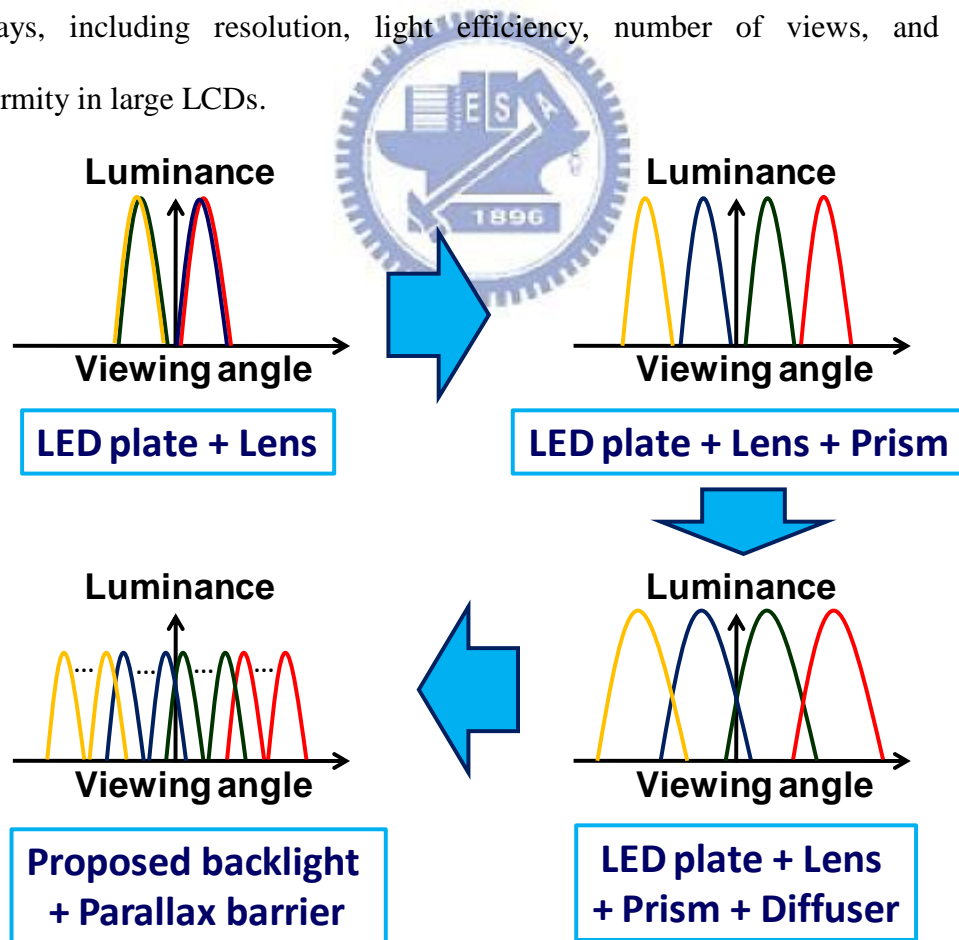 ays, including resolution, light efficiency, number of views, and
rmity in large LCDs.
E S A
1896
Luminance
Viewing angle
LED plate + Lens
Luminance
Viewing angle
LED plate + Lens + Prism
Luminance
... ... ... ...
Viewing angle
Proposed backlight
+ Parallax barrier
Luminance
Viewing angle
LED plate + Lens
+ Prism + Diffuser